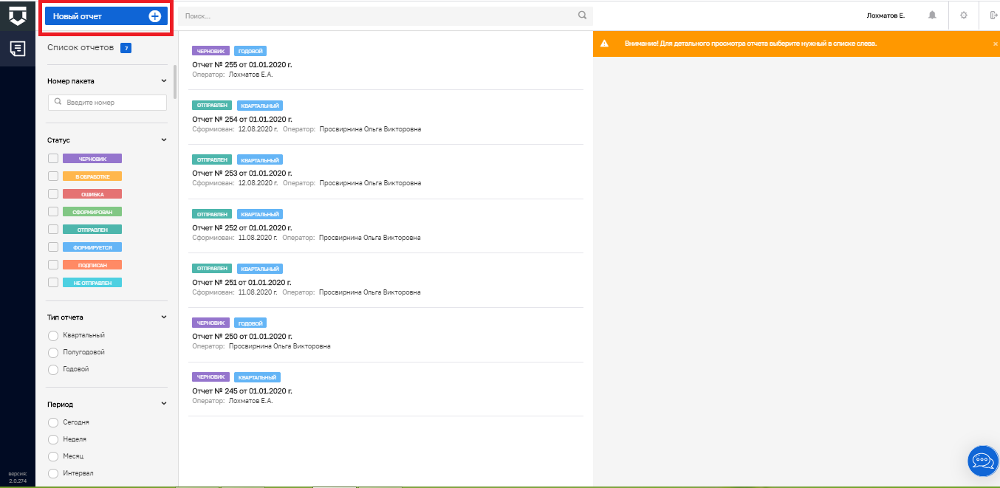 Новый отчет
Поиск...
Лохматов Е.
Список отчетов 7
Номер пакета
Введите номер
Статус
ЧЕРНОВИК
В ОБРАБОТКЕ
ОШИБКА
СФОРМИРОВАН
ОТПРАВЛЕН
ФОРМИРУЕТСЯ
ПОДПИСАН
НЕ ОТПРАВЛЕН
Тип отчета
Квартальный
Полугодовой
Годовой
Период
Сегодня
Неделя
Месяц
Интервал
версия:
2.0.274
ЧЕРНОВИК ГОДОВОЙ
Отчет № 255 от 01.01.2020 г.
Оператор: Лохматов Е.А.
ОТПРАВЛЕН КВАРТАЛЬНЫЙ
Отчет № 254 от 01.01.2020 г.
Сформиован: 12.08.2020 г. Оператор: Просвирнина Ольга Викторовна
ОТПРАВЛЕН КВАРТАЛЬНЫЙ
Отчет № 253 от 01.01.2020 г.
Сформиован: 12.08.2020 г. Оператор: Просвирнина Ольга Викторовна
ОТПРАВЛЕН КВАРТАЛЬНЫЙ
Отчет № 252 от 01.01.2020 г.
Сформиован: 11.08.2020 г. Оператор: Просвирнина Ольга Викторовна
ОТПРАВЛЕН КВАРТАЛЬНЫЙ
Отчет № 251 от 01.01.2020 г.
Сформиован: 11.08.2020 г. Оператор: Просвирнина Ольга Викторовна
ЧЕРНОВИК ГОДОВОЙ
Отчет № 250 от 01.01.2020 г.
Оператор: Просвирнина Ольга Викторовна
ЧЕРНОВИК КВАРТАЛЬНЫЙ
Отчет № 245 от 01.01.2020 г.
Оператор: Лохматов Е.А.
Внимание! Для детального просмотра отчета выберите нужный в списке слева.